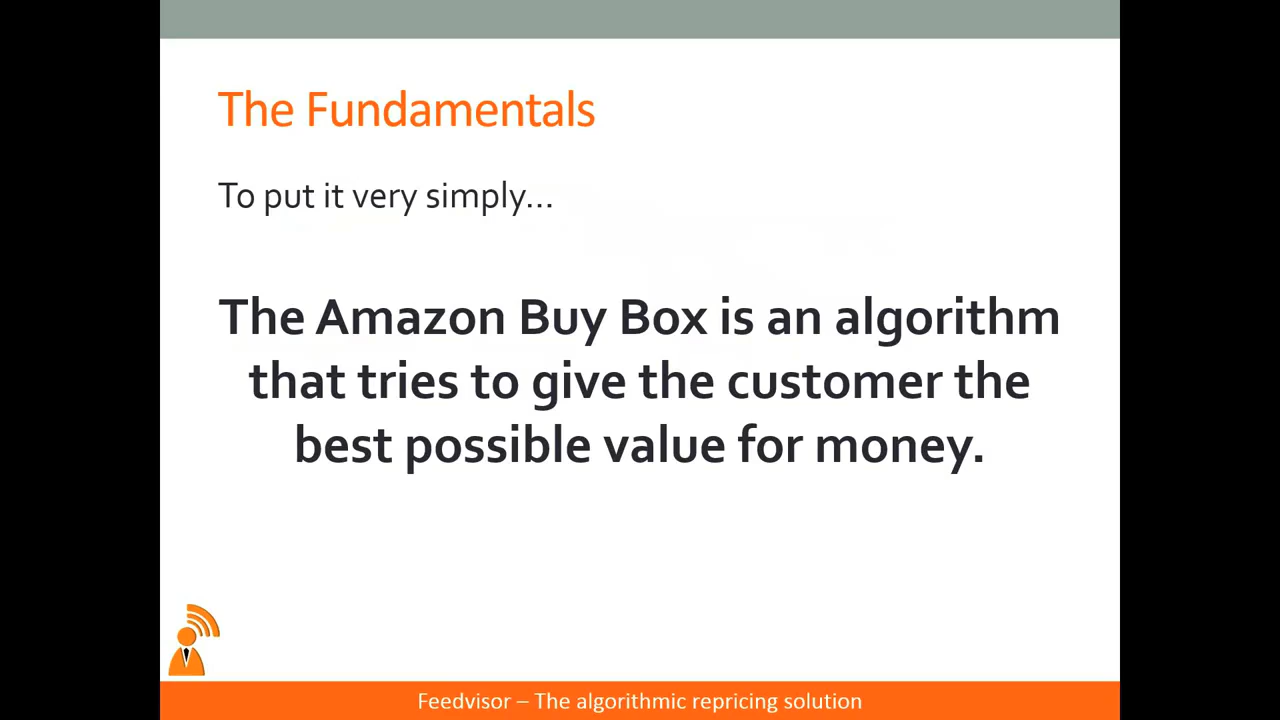 The Fundamentals
To put it very simply...
The Amazon Buy Box is an algorithm
that tries to give the customer the
best possible value for money.
Feedvisor – The algorithmic repricing solution